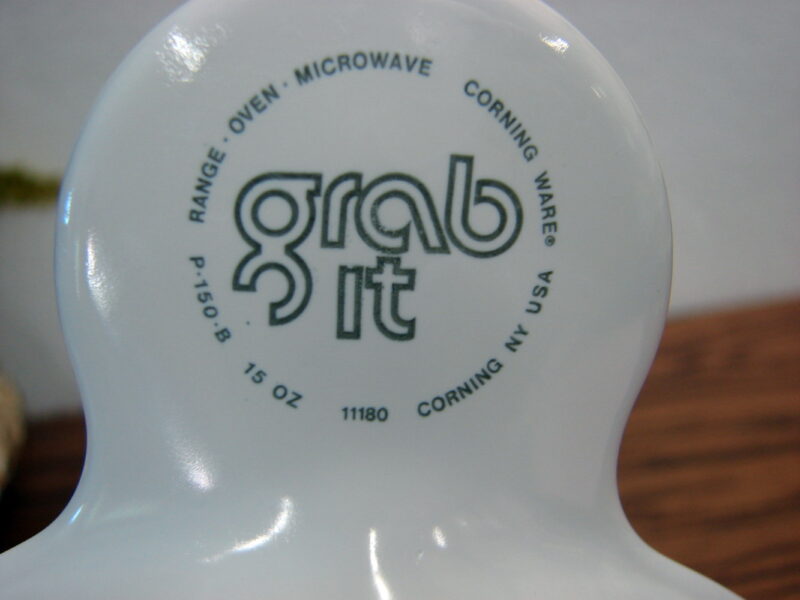 RANGE · OVEN · MICROWAVE
CORNING WARE®
grab
it
P-150-B
15 OZ
11180
CORNING NY USA